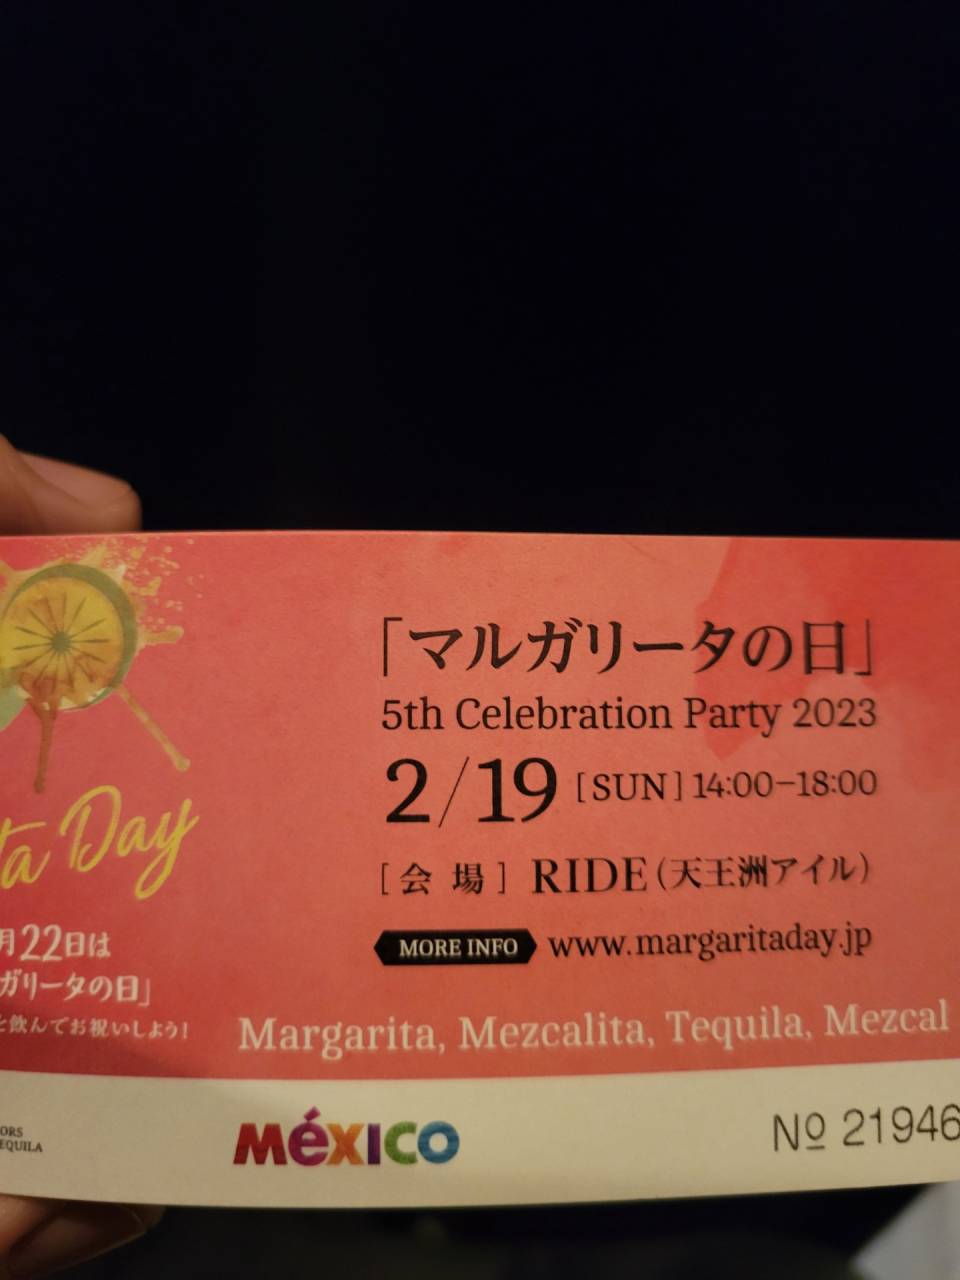 「マルガリータの日」
5th Celebration Party 2023
2/19 [SUN] 14:00–18:00
[会場] RIDE(天王洲アイル)
MORE INFO www.margaritaday.jp
Day
月22日は
ガリータの日」
飲んでお祝いしよう!
Margarita, Mezcalita, Tequila, Mezcal
MéXICO
№ 21946